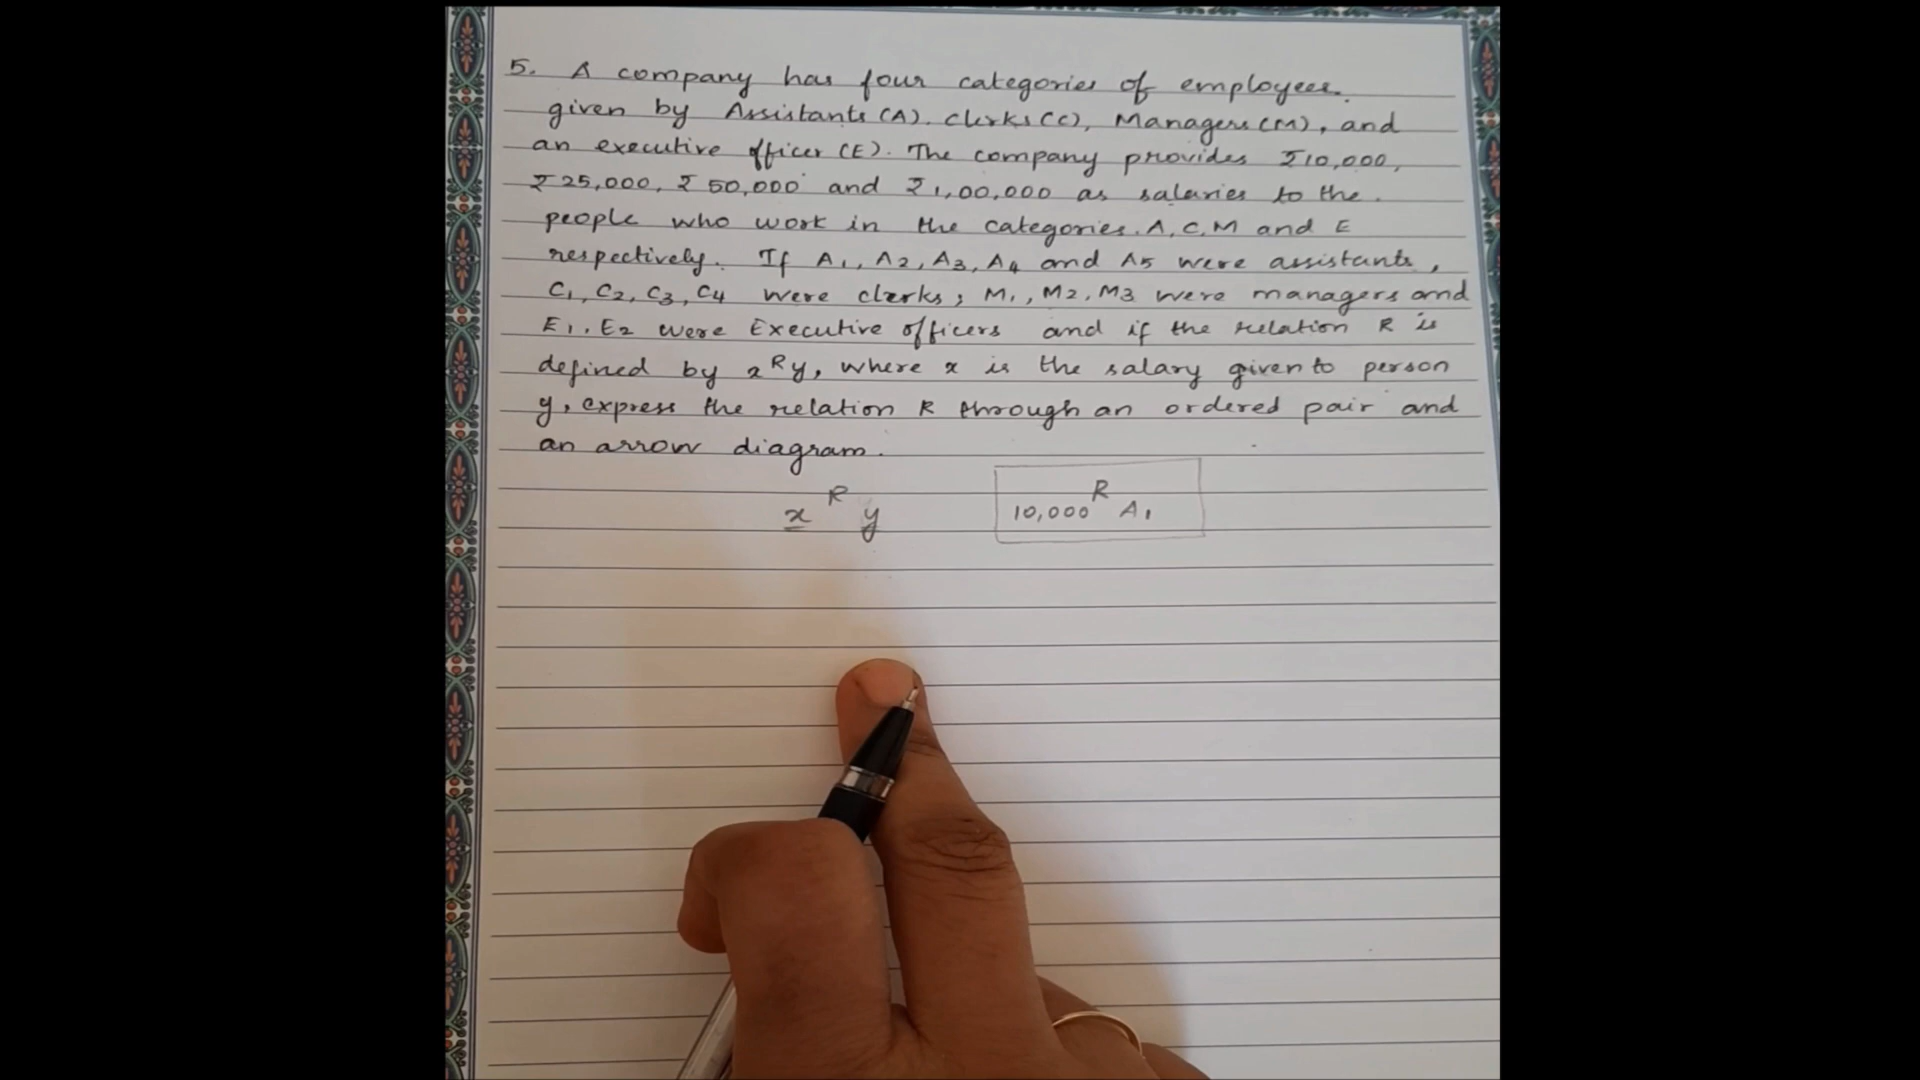 5. A company has four categories of employees.
given by Assistants (A). Clerks (C), Managers (M), and
an executive officer (E). The company provides ₹10,000,
₹25,000, ₹50,000 and ₹1,00,000 as salaries to the
people who work in the categories. A, C, M and E
respectively. If A1, A2, A3, A4 and A5 were assistants,
C1, C2, C3, C4 were clerks; M1, M2, M3 were managers and
E1, E2 were Executive officers and if the relation R is
defined by xRy, where x is the salary given to person
y, express the relation R through an ordered pair and
an arrow diagram.
x R y 10,000 R A1